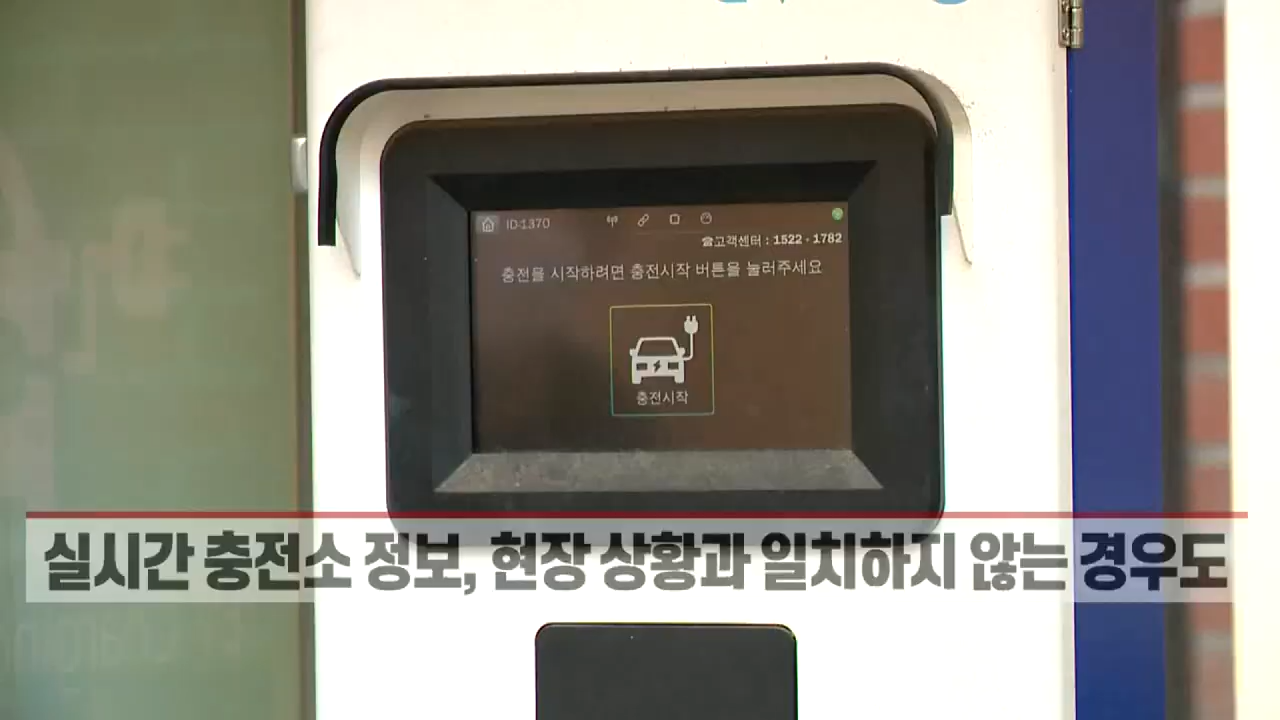 ID:1370
☎고객센터 : 1522 - 1782
충전을 시작하려면 충전시작 버튼을 눌러주세요
충전시작
실시간 충전소 정보, 현장 상황과 일치하지 않는 경우도